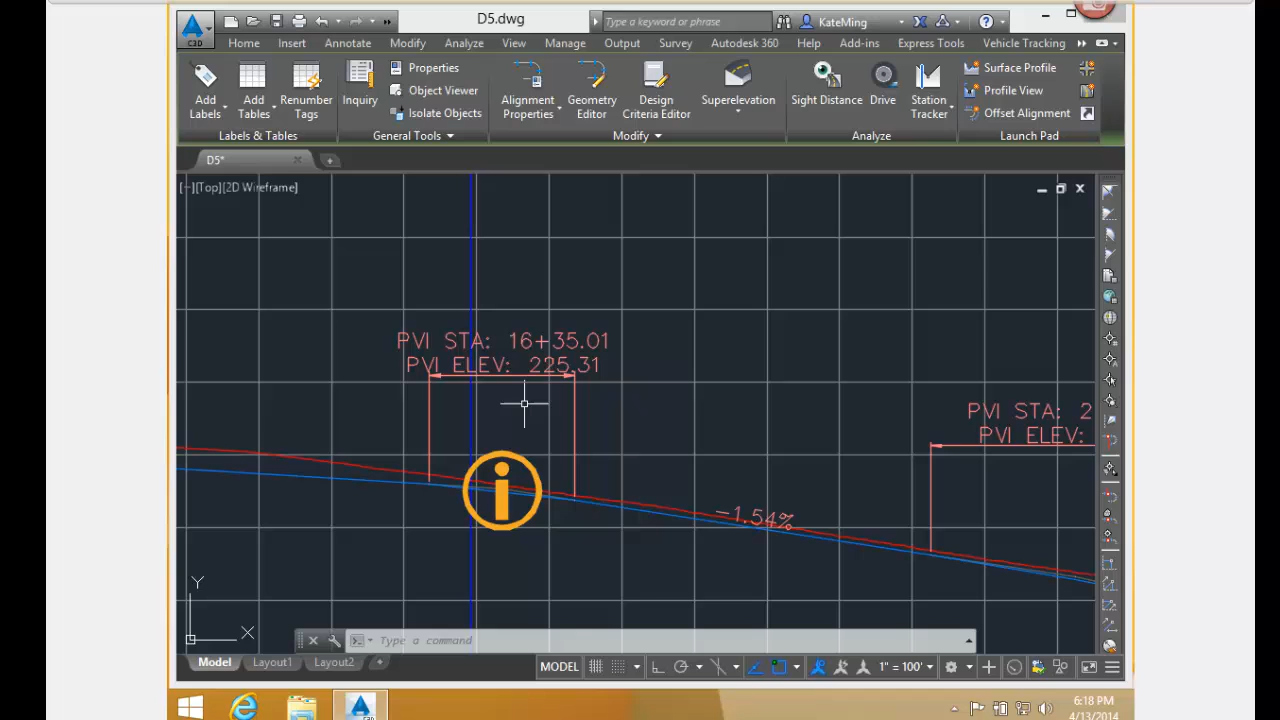 D5.dwg
Type a keyword or phrase
KateMing
C3D
Home Insert Annotate Modify Analyze View Manage Output Survey Autodesk 360 Help Add-ins Express Tools Vehicle Tracking
Add Labels
Add Tables
Renumber Tags
Labels & Tables
Inquiry
Properties
Object Viewer
Isolate Objects
General Tools
Alignment Properties
Geometry Editor
Design Criteria Editor
Superelevation
Modify
Sight Distance
Drive
Station Tracker
Analyze
Surface Profile
Profile View
Offset Alignment
Launch Pad
D5*
[−][Top][2D Wireframe]
PVI STA: 16+35.01
PVI ELEV: 225.31
PVI STA: 2
PVI ELEV:
-1.54%
Y
X
Type a command
Model Layout1 Layout2
MODEL
1" = 100'
6:18 PM
4/13/2014